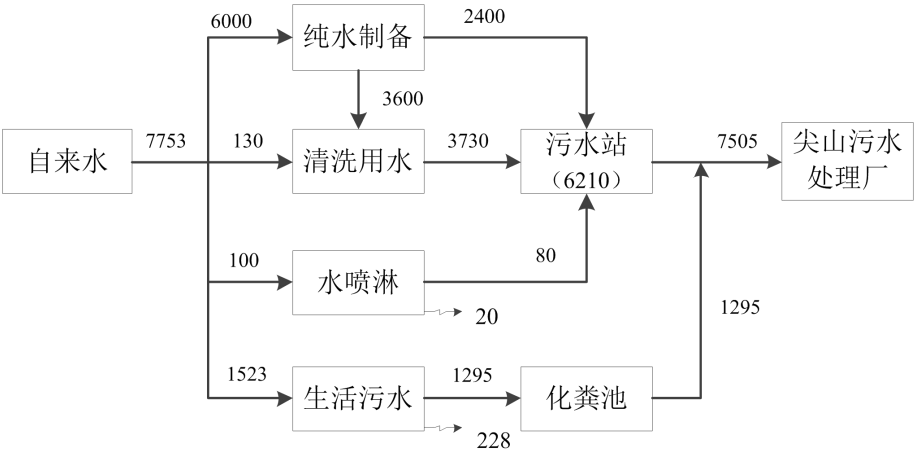 6000
纯水制备
2400
3600
自来水
7753
130
清洗用水
3730
污水站
（6210）
7505
尖山污水
处理厂
100
水喷淋
80
20
1295
1523
生活污水
1295
化粪池
228